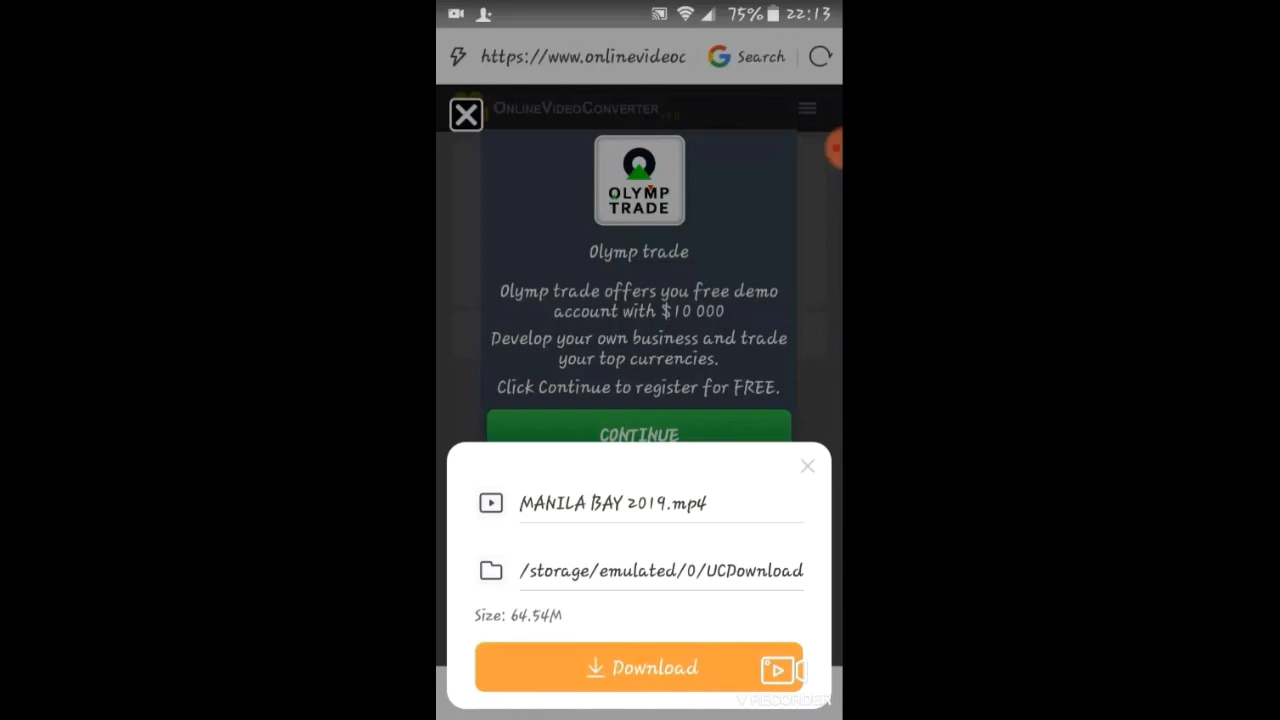 75% 22:13
https://www.onlinevideoc
Search
ONLINEVIDEOCONVERTER
OLYMP
TRADE
Olymp trade
Olymp trade offers you free demo
account with $10 000
Develop your own business and trade
your top currencies.
Click Continue to register for FREE.
CONTINUE
MANILA BAY 2019.mp4
/storage/emulated/0/UCDownload
Size: 64.54M
Download
V RECORDER